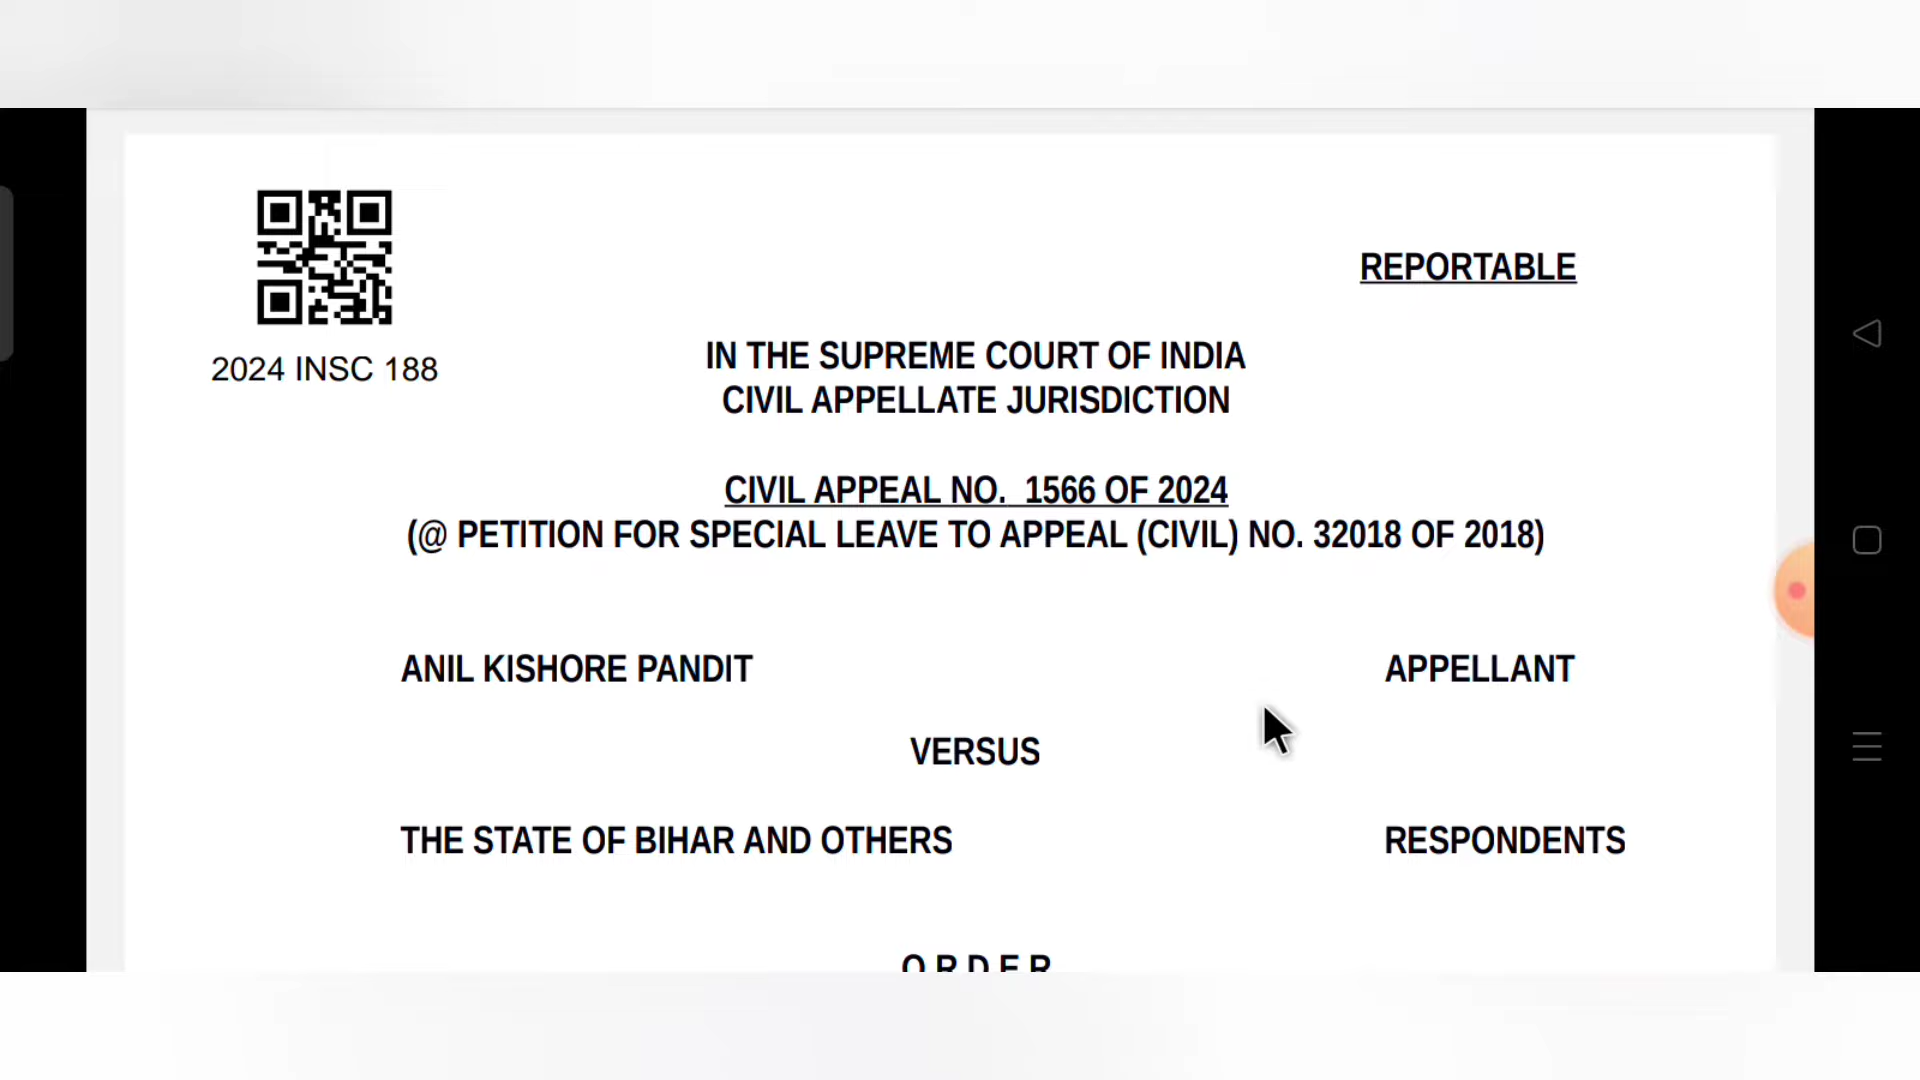 REPORTABLE
2024 INSC 188
IN THE SUPREME COURT OF INDIA
CIVIL APPELLATE JURISDICTION
CIVIL APPEAL NO. 1566 OF 2024
(@ PETITION FOR SPECIAL LEAVE TO APPEAL (CIVIL) NO. 32018 OF 2018)
ANIL KISHORE PANDIT APPELLANT
VERSUS
THE STATE OF BIHAR AND OTHERS RESPONDENTS
O R D E R